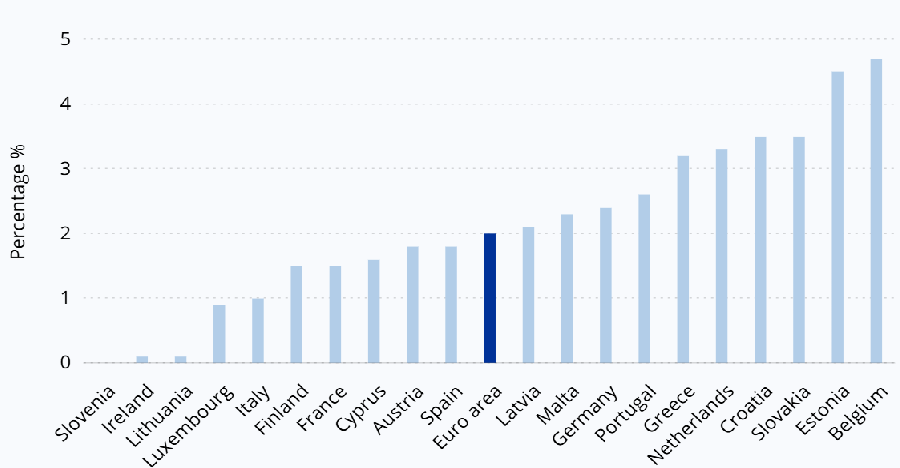 Percentage %
5
4
3
2
1
0
Slovenia
Ireland
Lithuania
Luxembourg
Italy
Finland
France
Cyprus
Austria
Spain
Euro area
Latvia
Malta
Germany
Portugal
Greece
Netherlands
Croatia
Slovakia
Estonia
Belgium